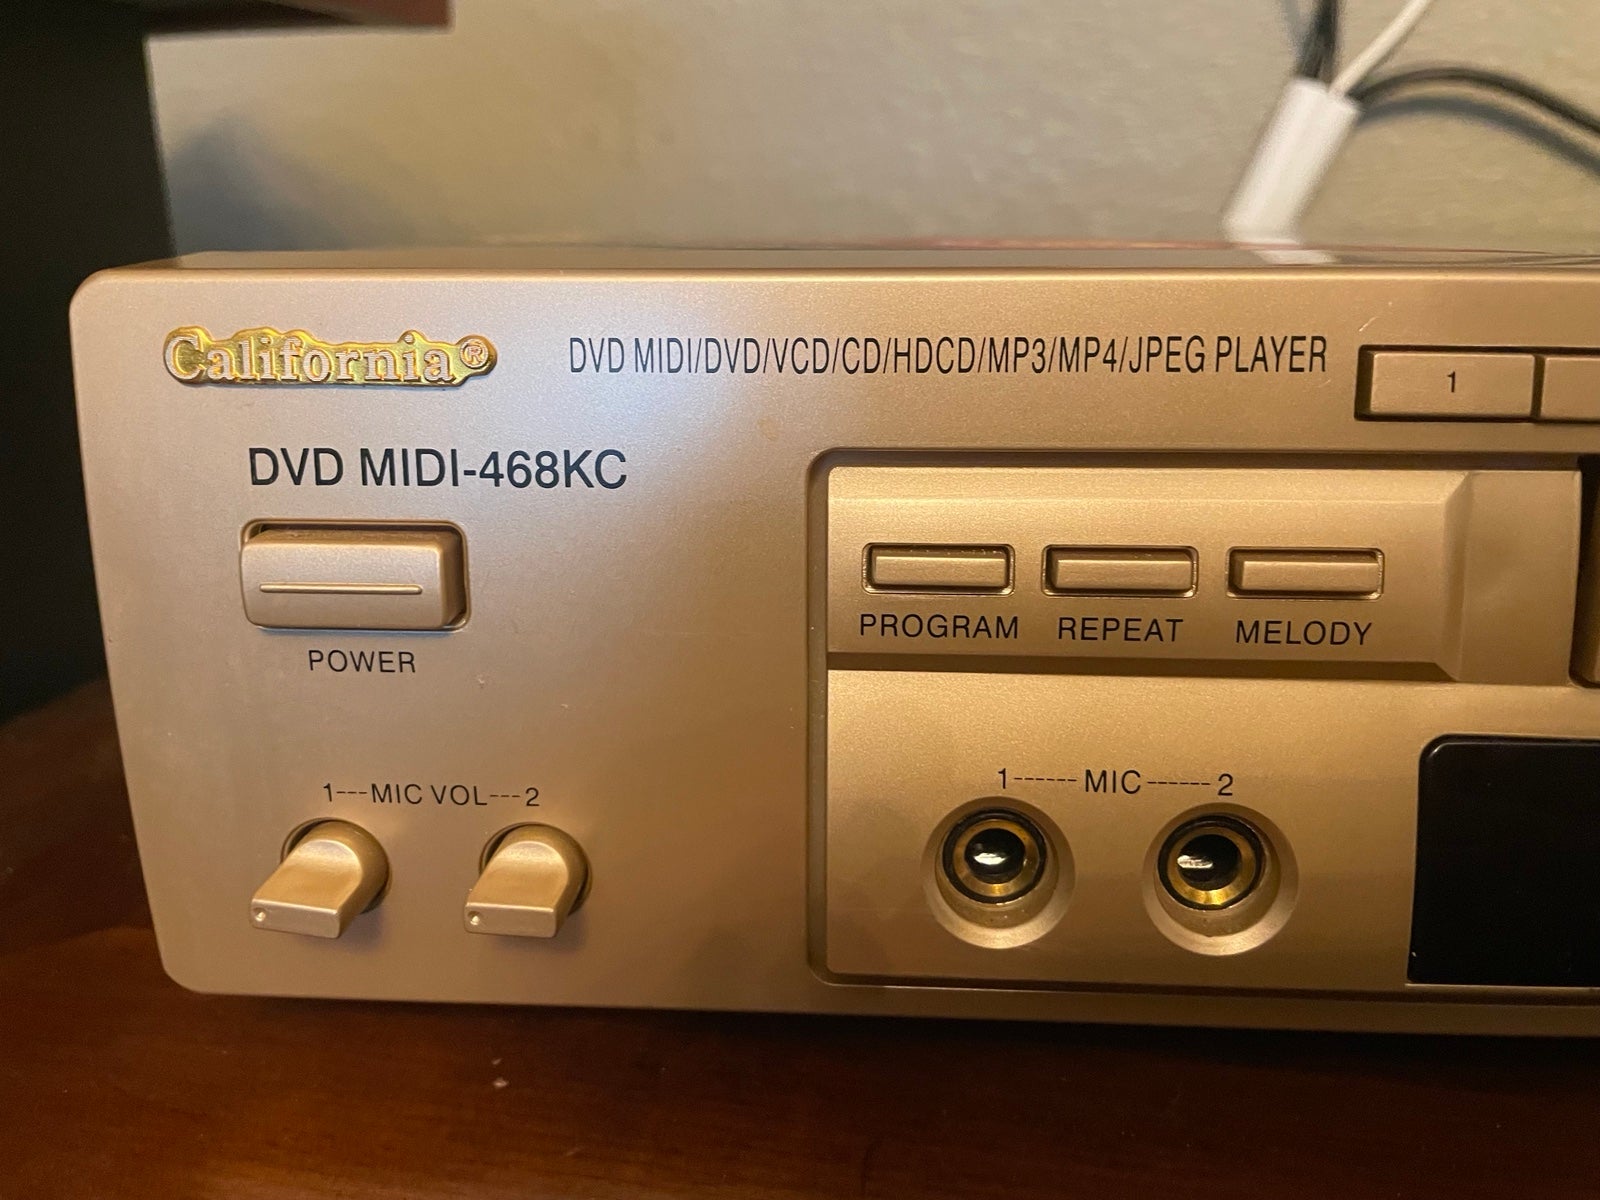 California®
DVD MIDI/DVD/VCD/CD/HDCD/MP3/MP4/JPEG PLAYER
1
DVD MIDI-468KC
POWER
PROGRAM REPEAT MELODY
1---MIC VOL---2
1------MIC------2